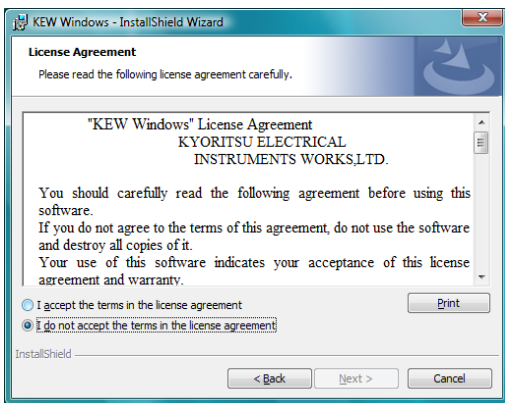 KEW Windows - InstallShield Wizard
License Agreement
Please read the following license agreement carefully.
"KEW Windows" License Agreement
KYORITSU ELECTRICAL
INSTRUMENTS WORKS,LTD.
You should carefully read the following agreement before using this
software.
If you do not agree to the terms of this agreement, do not use the software
and destroy all copies of it.
Your use of this software indicates your acceptance of this license
agreement and warranty.
I accept the terms in the license agreement
Print
I do not accept the terms in the license agreement
InstallShield
< Back
Next >
Cancel